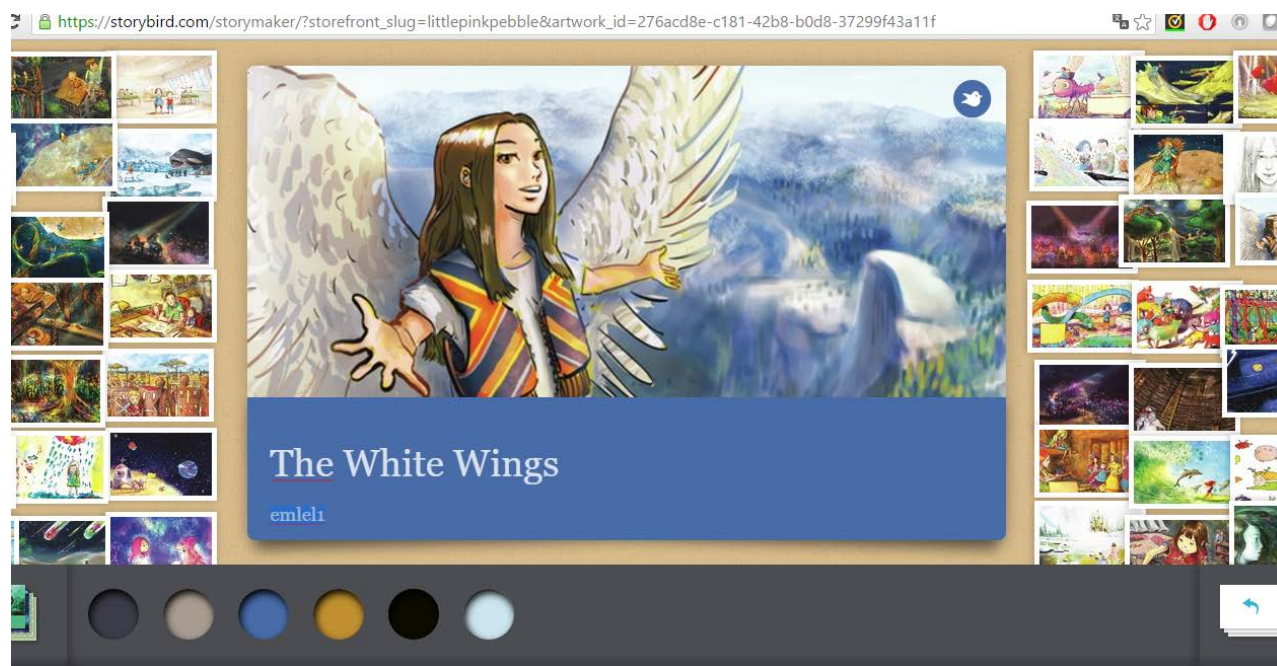 https://storybird.com/storymaker/?storefront_slug=littlepinkpebble&artwork_id=276acd8e-c181-42b8-b0d8-37299f43a11f
The White Wings
emlel1